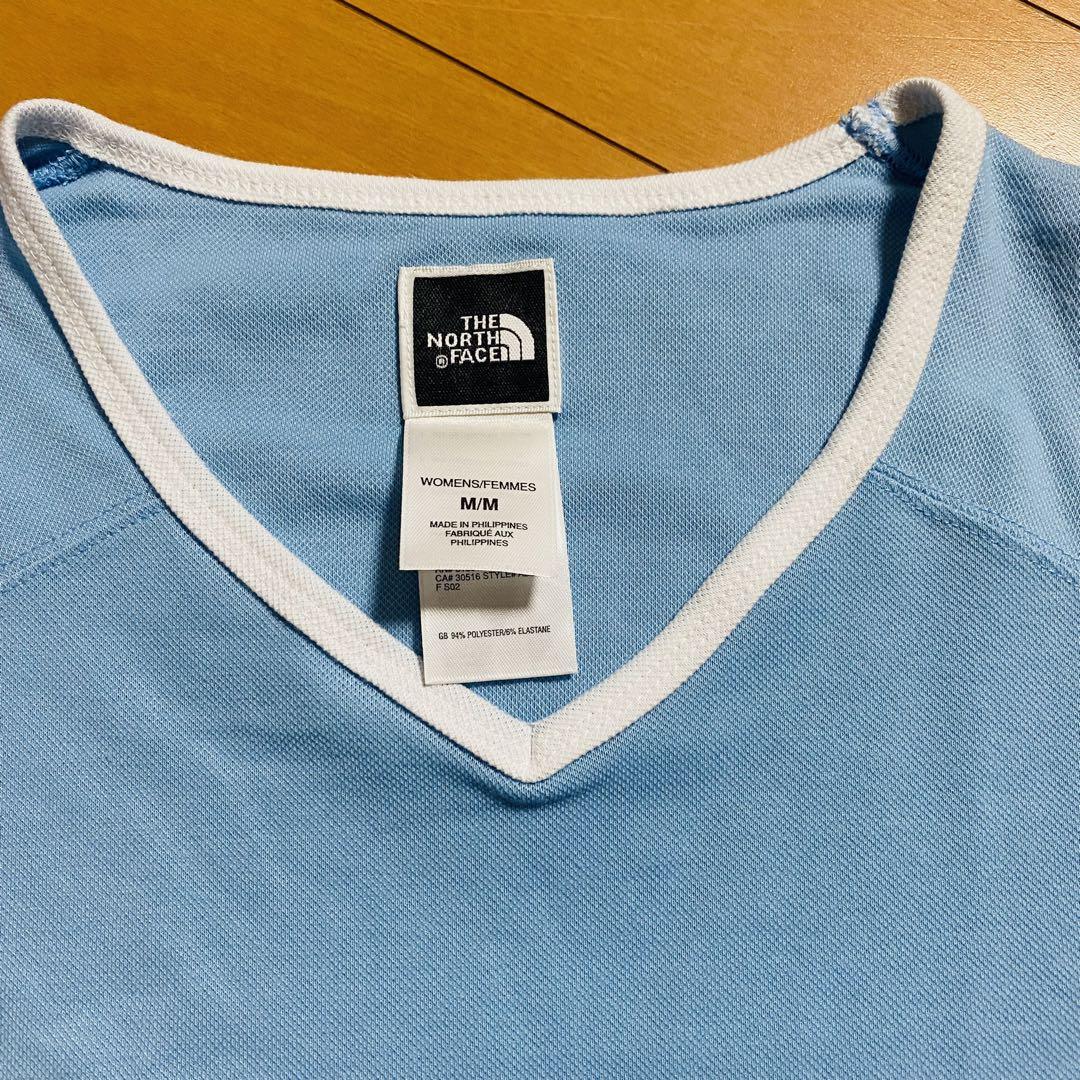 THE
NORTH
FACE
®
WOMENS/FEMMES
M/M
MADE IN PHILIPPINES
FABRIQUÉ AUX
PHILIPPINES
CA# 30516 STYLE#
F S02
GB 94% POLYESTER/6% ELASTANE